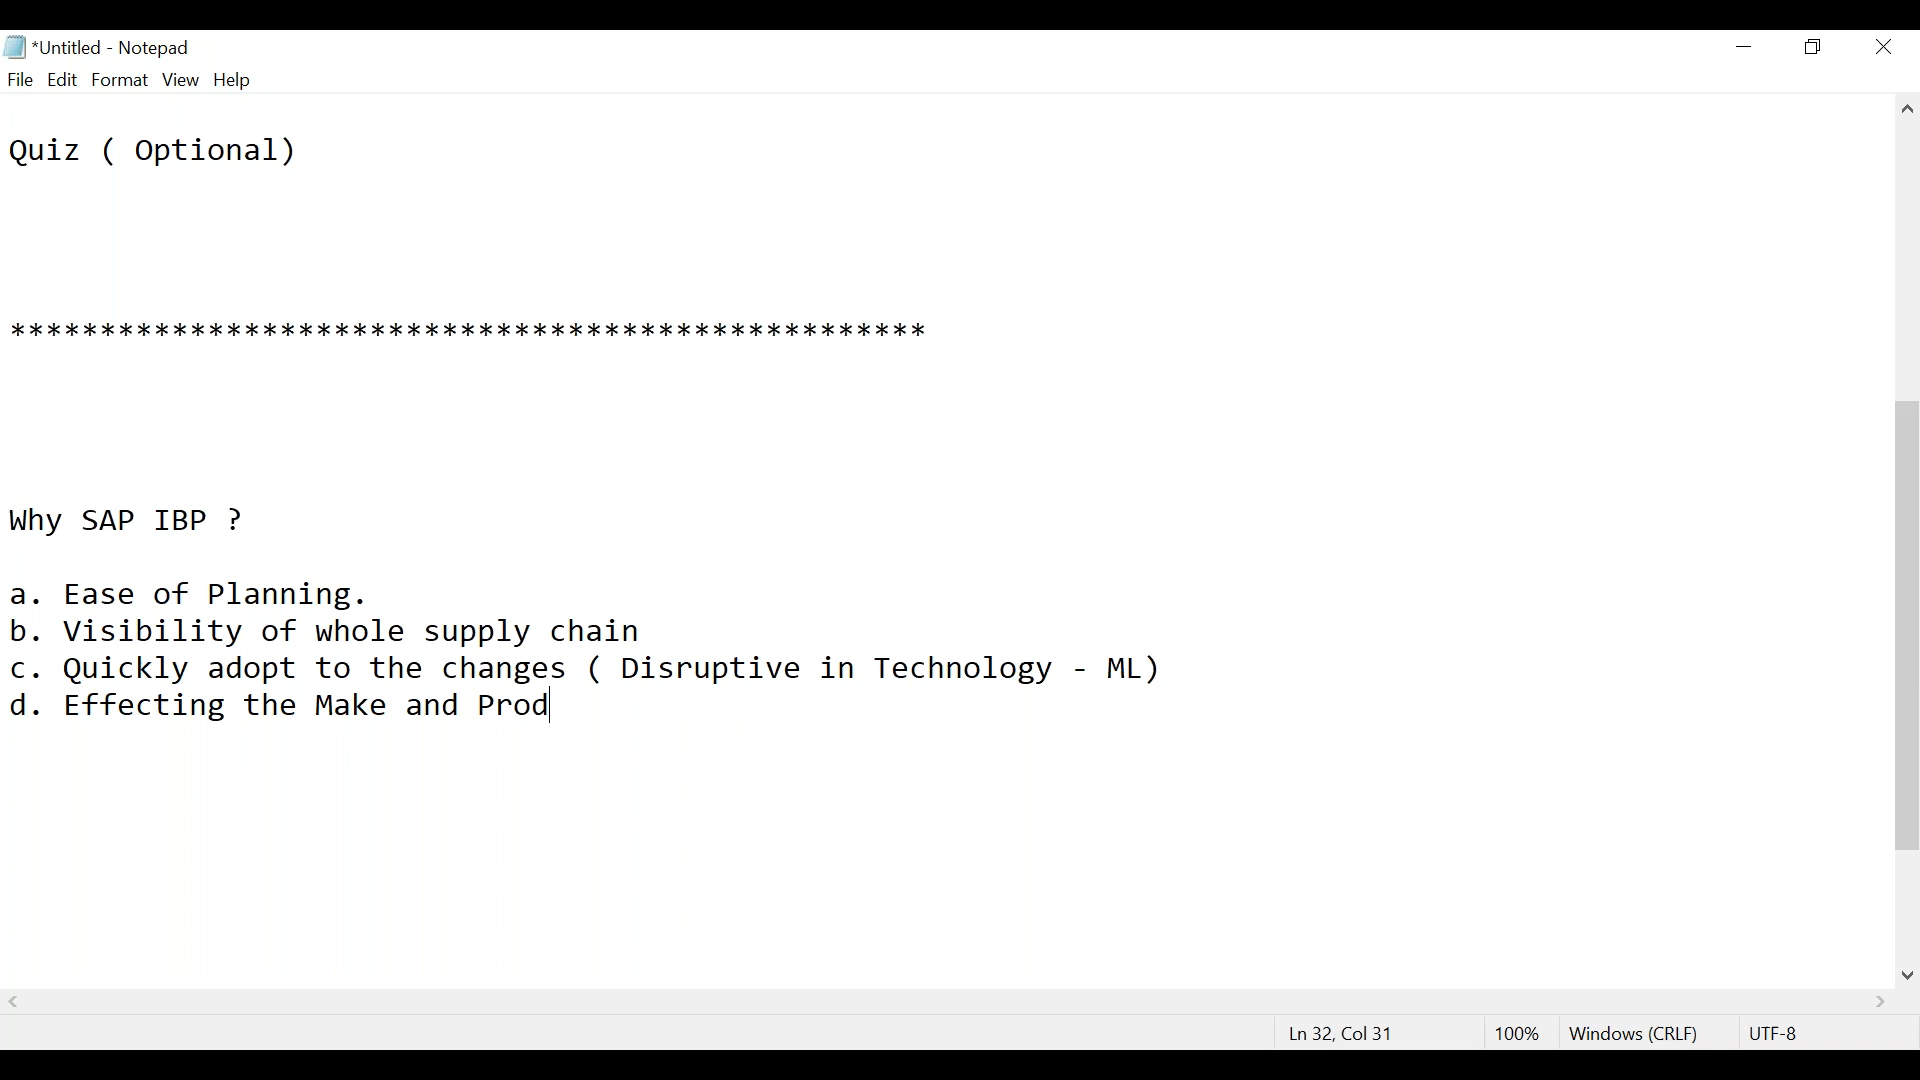 *Untitled - Notepad
File Edit Format View Help
Quiz ( Optional)
***************************************************
Why SAP IBP ?
a. Ease of Planning.
b. Visibility of whole supply chain
c. Quickly adopt to the changes ( Disruptive in Technology - ML)
d. Effecting the Make and Prod
Ln 32, Col 31 100% Windows (CRLF) UTF-8